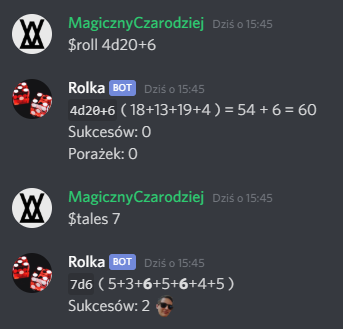 MagicznyCzarodziej Dziś o 15:45
$roll 4d20+6
Rolka BOT Dziś o 15:45
4d20+6 ( 18+13+19+4 ) = 54 + 6 = 60
Sukcesów: 0
Porażek: 0
MagicznyCzarodziej Dziś o 15:45
$tales 7
Rolka BOT Dziś o 15:45
7d6 ( 5+3+6+5+6+4+5 )
Sukcesów: 2